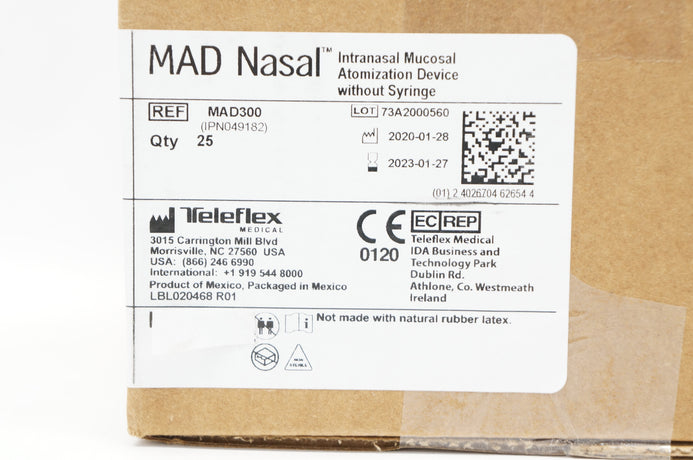 MAD Nasal™
Intranasal Mucosal
Atomization Device
without Syringe
REF MAD300
(IPN049182)
Qty 25
LOT 73A2000560
2020-01-28
2023-01-27
(01) 2 4026704 62654 4
Teleflex
MEDICAL
3015 Carrington Mill Blvd
Morrisville, NC 27560 USA
USA: (866) 246 6990
International: +1 919 544 8000
Product of Mexico, Packaged in Mexico
LBL020468 R01
CE
0120
EC REP
Teleflex Medical
IDA Business and
Technology Park
Dublin Rd.
Athlone, Co. Westmeath
Ireland
Not made with natural rubber latex.
NON
STERILE